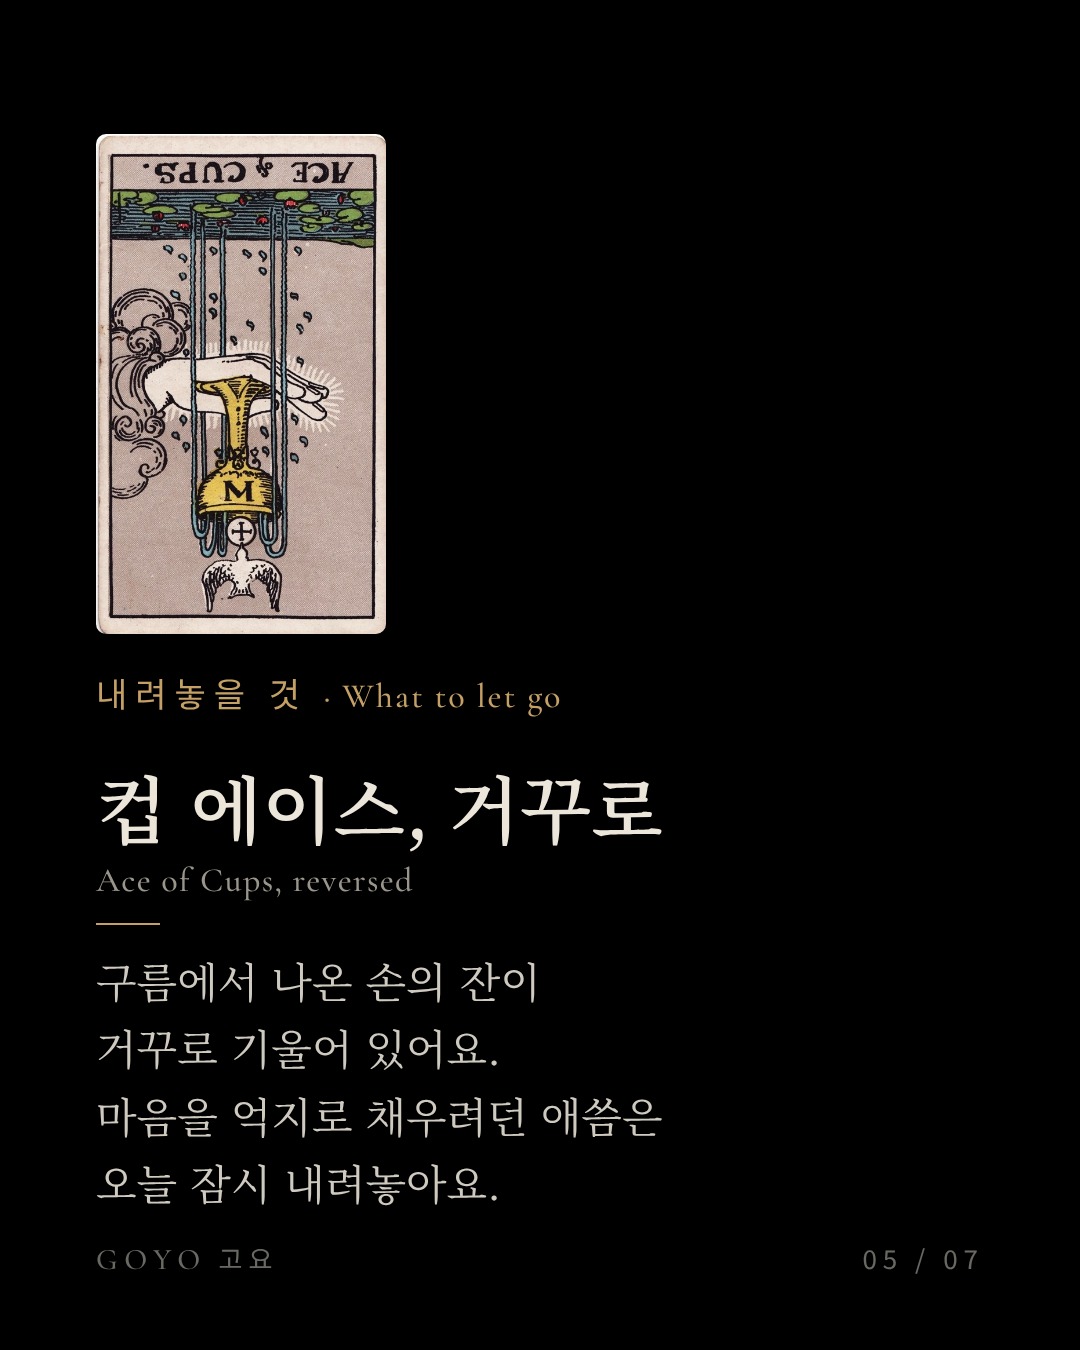 ACE of CUPS.
M
내려놓을 것 · What to let go
컵 에이스, 거꾸로
Ace of Cups, reversed
구름에서 나온 손의 잔이
거꾸로 기울어 있어요.
마음을 억지로 채우려던 애씀은
오늘 잠시 내려놓아요.
GOYO 고요
05 / 07